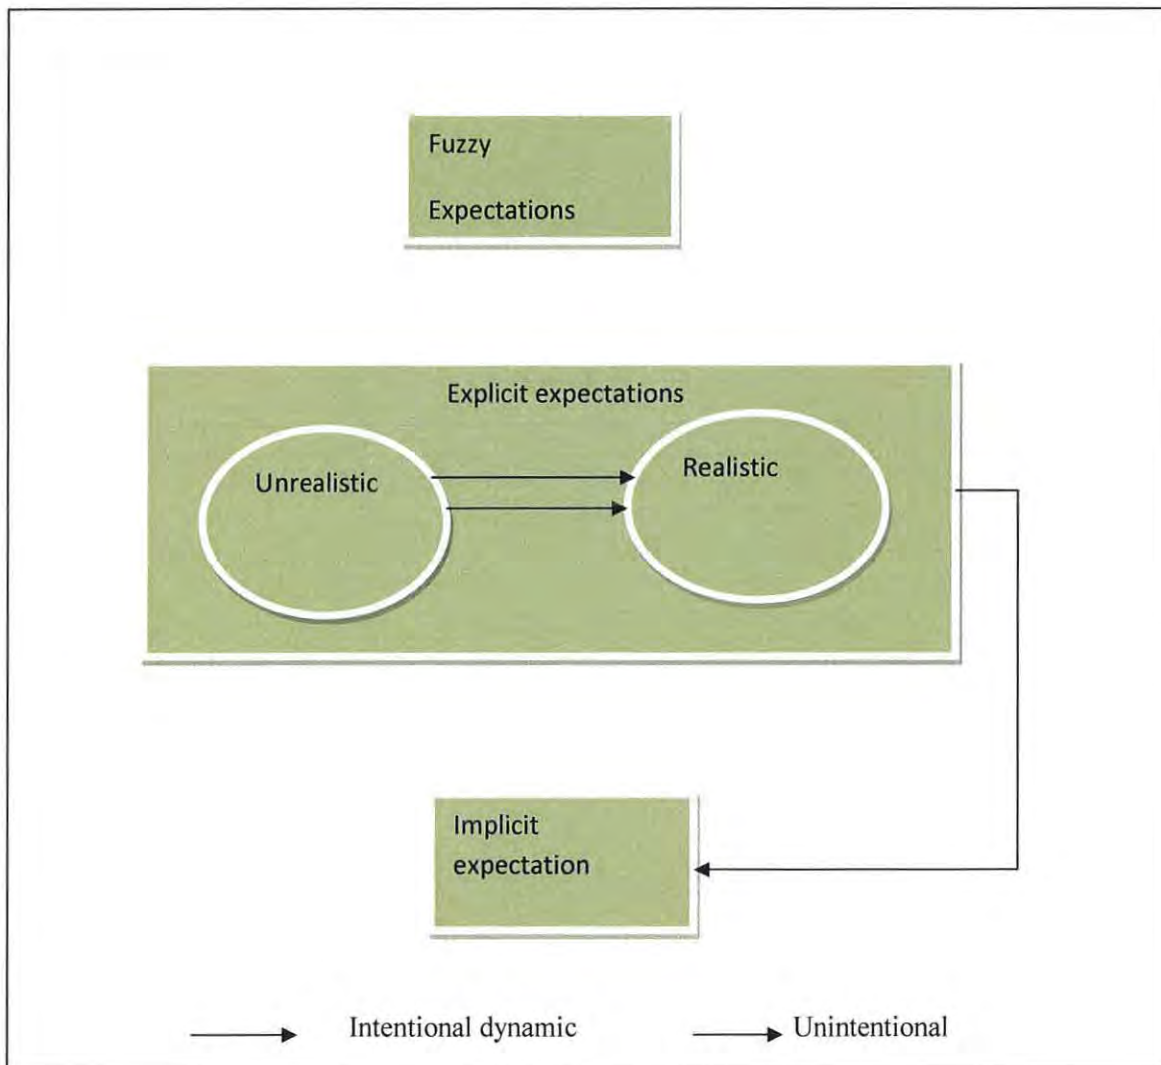 Fuzzy
Expectations
Explicit expectations
Unrealistic
Realistic
Implicit
expectation
Intentional dynamic
Unintentional